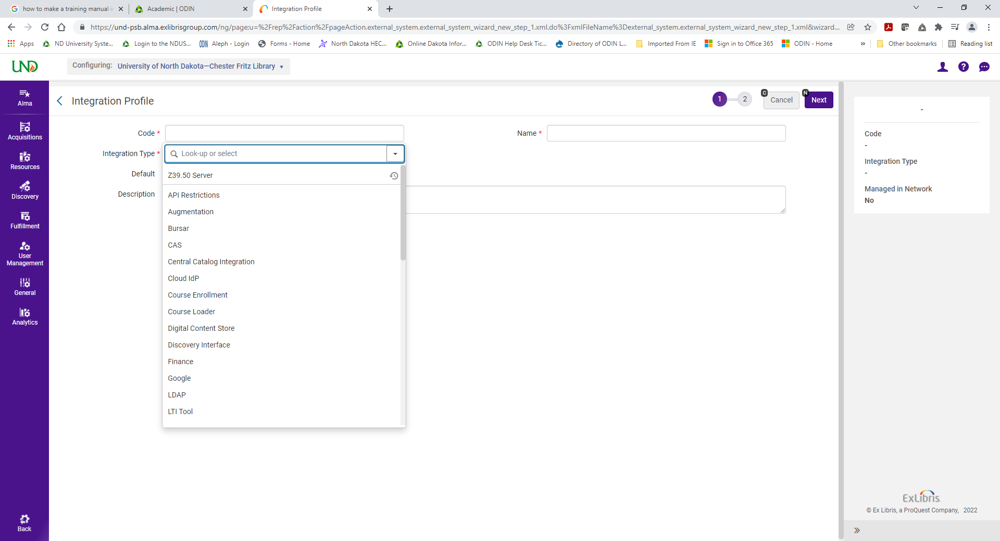 how to make a training manual i
Academic | ODIN
Integration Profile
https://und-psb.alma.exlibrisgroup.com/ng/page;u=%2Frep%2Faction%2FpageAction.external_system.external_system_wizard_new_step_1.xml.do%3FxmlFileName%3Dexternal_system.external_system_wizard_new_step_1.xml&wizard...
Apps
ND University Syste...
Login to the NDUS...
ODIN
Aleph - Login
Forms - Home
North Dakota HEC...
Online Dakota Infor...
ODIN Help Desk Tic...
Directory of ODIN L...
Imported From IE
Sign in to Office 365
ODIN - Home
»
Other bookmarks
Reading list
UND
Configuring: University of North Dakota—Chester Fritz Library
Alma
Acquisitions
Resources
Discovery
Fulfillment
User
Management
General
Analytics
Back
Integration Profile
1
2
C
Cancel
N
Next
Code *
Name *
Integration Type *
Look-up or select
Default
Description
Z39.50 Server
API Restrictions
Augmentation
Bursar
CAS
Central Catalog Integration
Cloud IdP
Course Enrollment
Course Loader
Digital Content Store
Discovery Interface
Finance
Google
LDAP
LTI Tool
-
Code
-
Integration Type
-
Managed in Network
No
ExLibris
© Ex Libris, a ProQuest Company, 2022